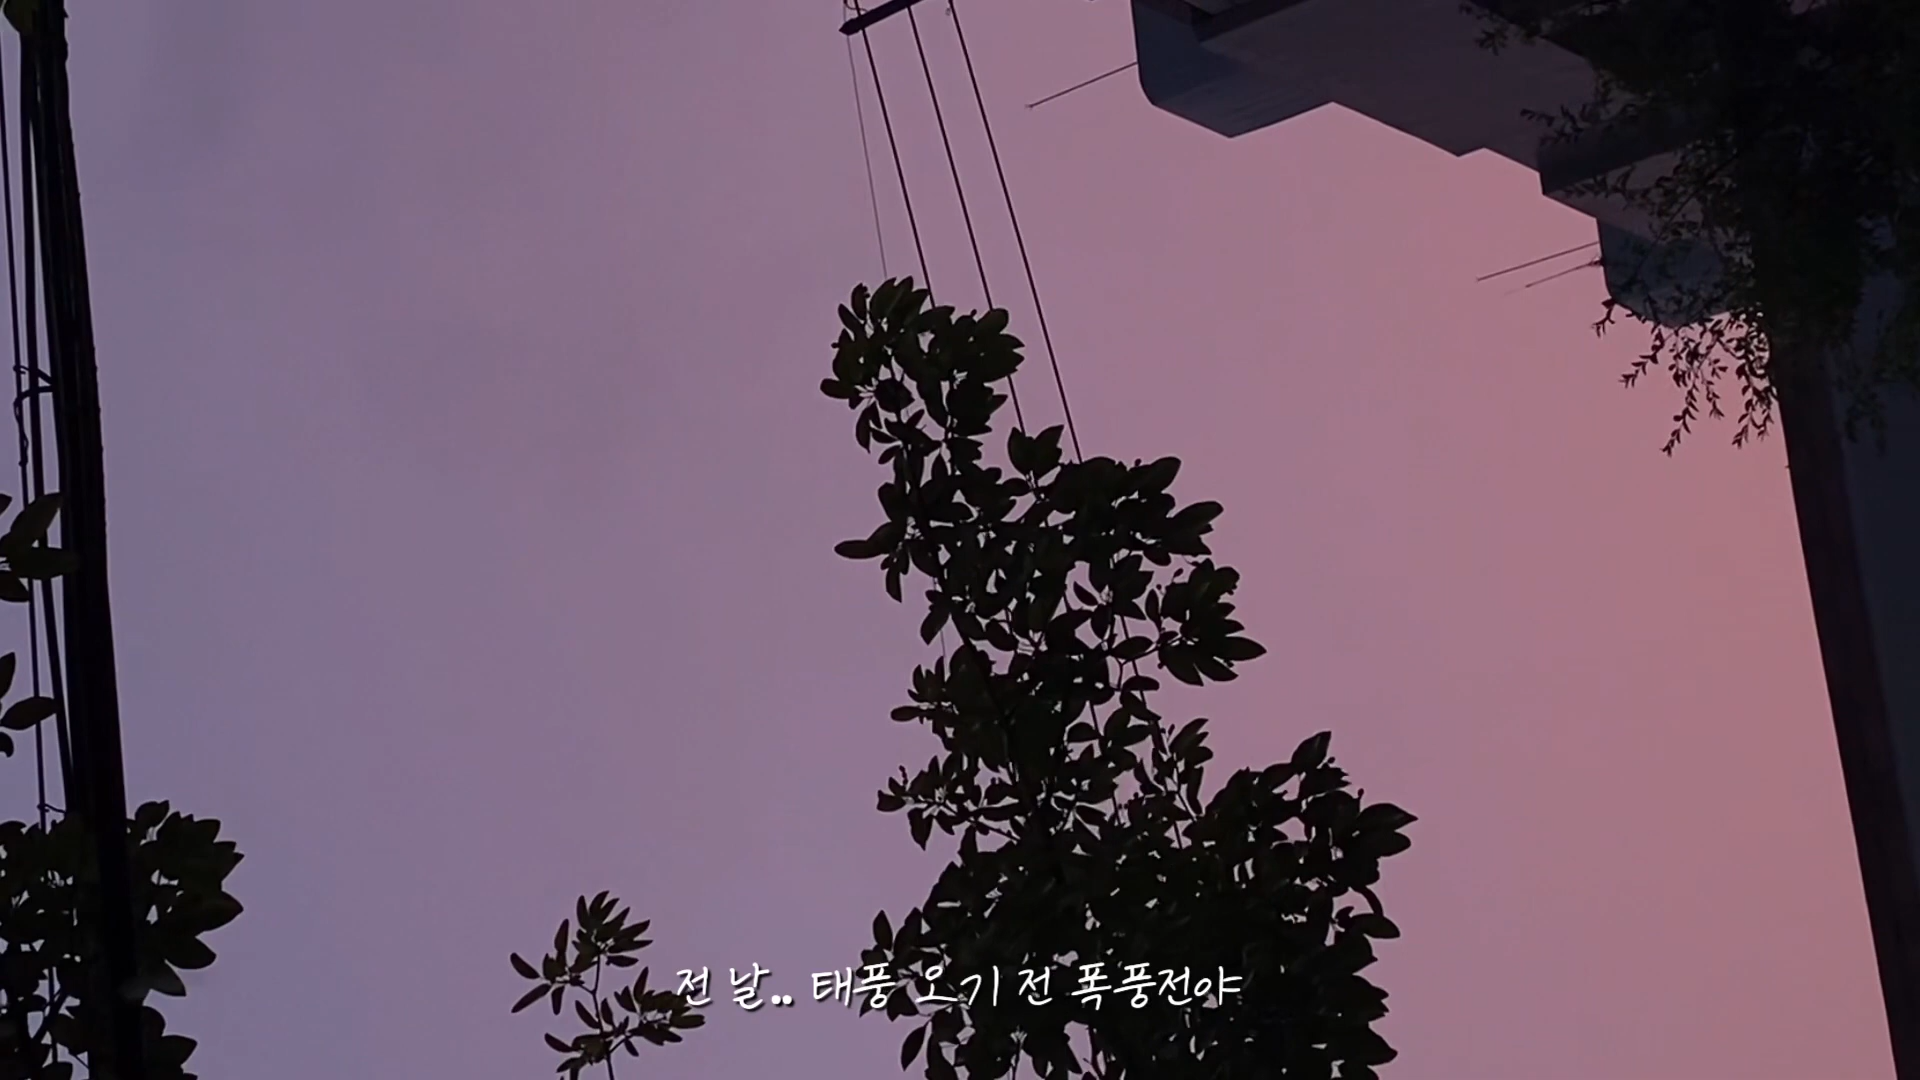 전 날.. 태풍 오기 전 폭풍전야